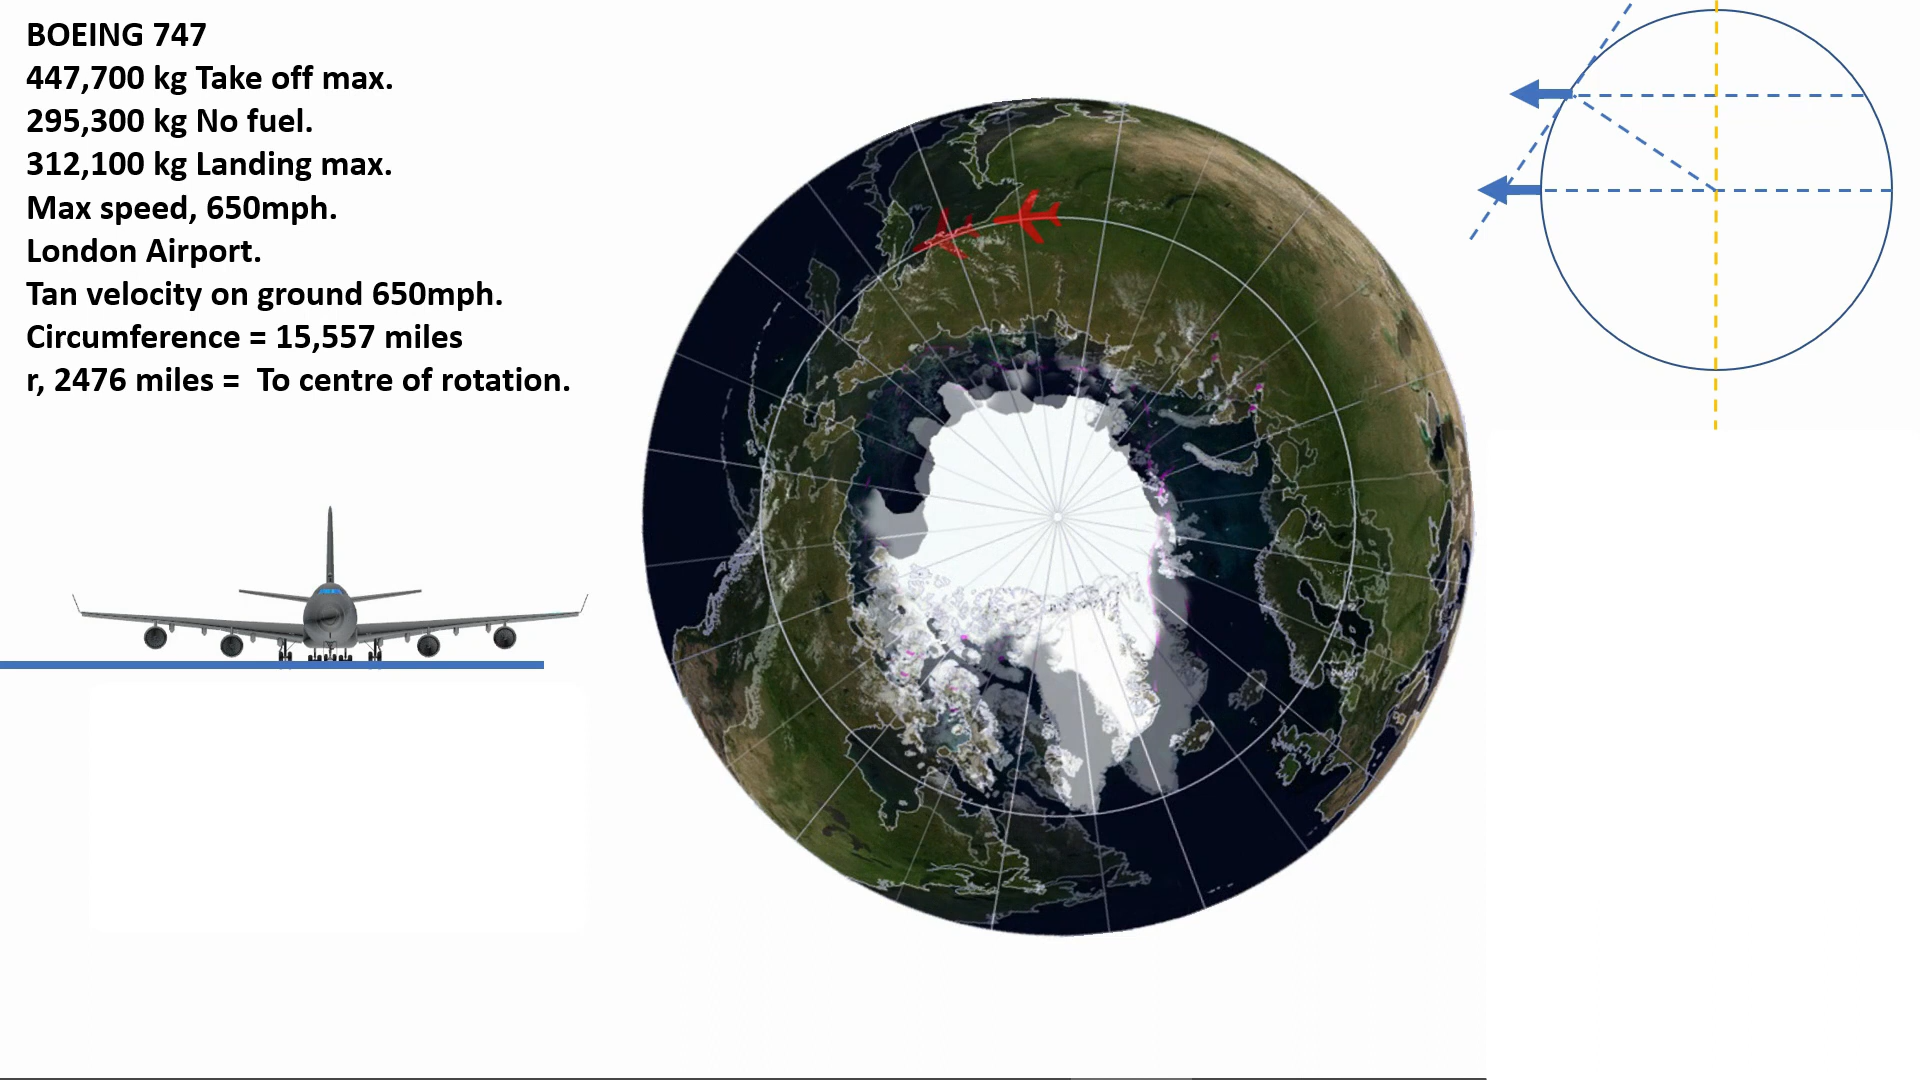 BOEING 747
447,700 kg Take off max.
295,300 kg No fuel.
312,100 kg Landing max.
Max speed, 650mph.
London Airport.
Tan velocity on ground 650mph.
Circumference = 15,557 miles
r, 2476 miles =  To centre of rotation.